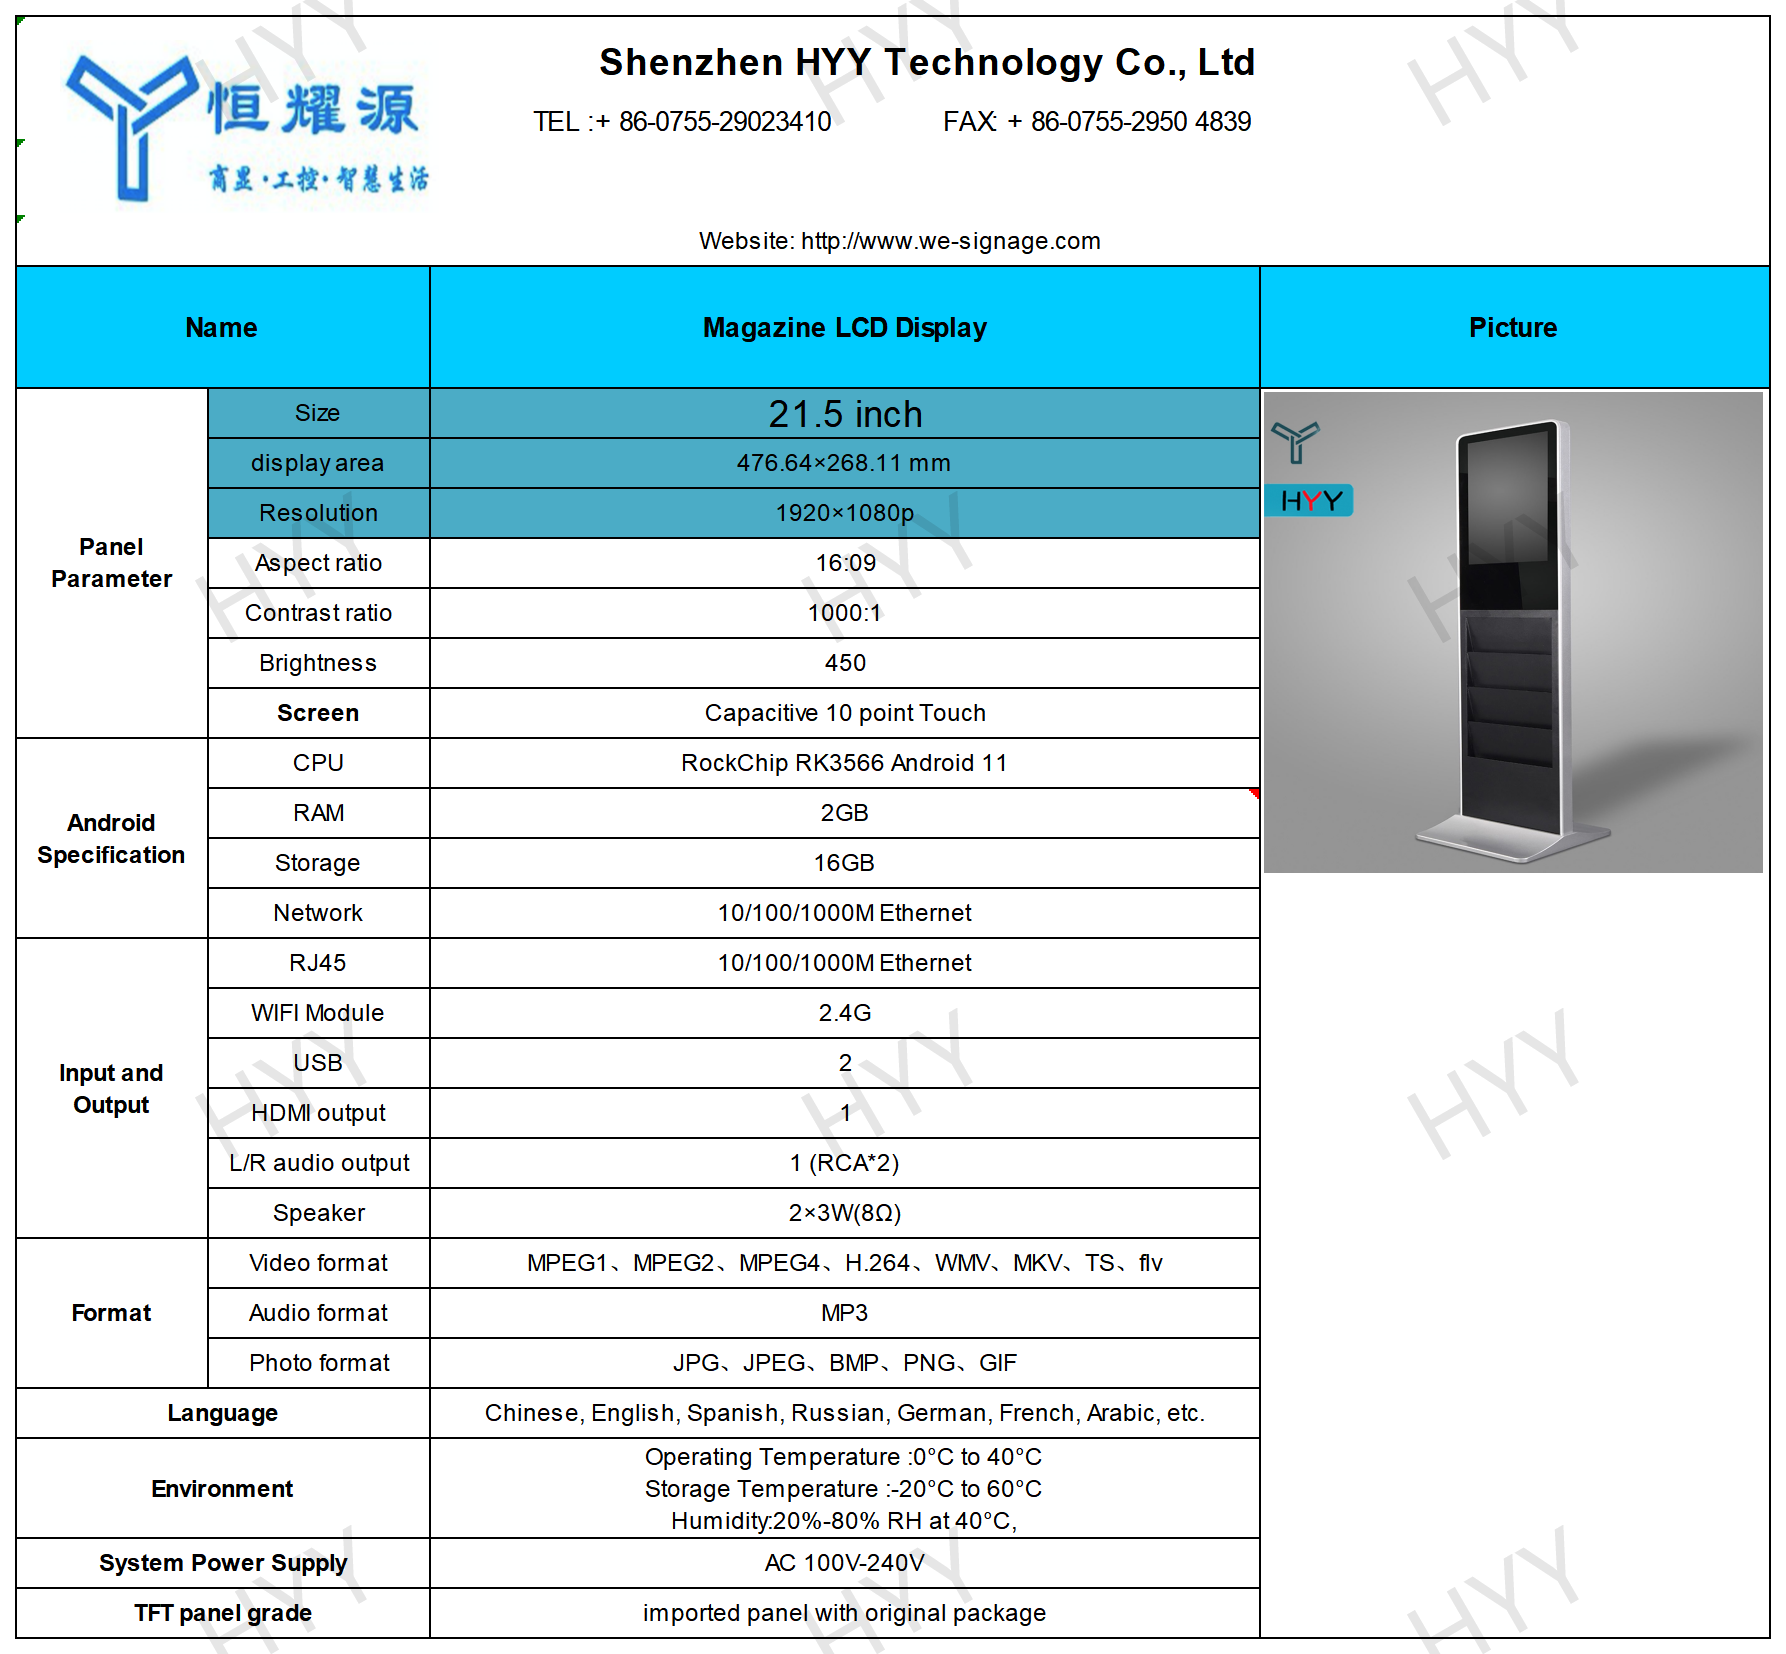 恒耀源
商显·工控·智慧生活
Shenzhen HYY Technology Co., Ltd
TEL :+ 86-0755-29023410 FAX: + 86-0755-2950 4839
Website: http://www.we-signage.com
Name Magazine LCD Display Picture
Panel Parameter
Size 21.5 inch
display area 476.64×268.11 mm
Resolution 1920×1080p
Aspect ratio 16:09
Contrast ratio 1000:1
Brightness 450
Screen Capacitive 10 point Touch
HYY
Android Specification
CPU RockChip RK3566 Android 11
RAM 2GB
Storage 16GB
Network 10/100/1000M Ethernet
Input and Output
RJ45 10/100/1000M Ethernet
WIFI Module 2.4G
USB 2
HDMI output 1
L/R audio output 1 (RCA*2)
Speaker 2×3W(8Ω)
Format
Video format MPEG1、MPEG2、MPEG4、H.264、WMV、MKV、TS、flv
Audio format MP3
Photo format JPG、JPEG、BMP、PNG、GIF
Language Chinese, English, Spanish, Russian, German, French, Arabic, etc.
Environment
Operating Temperature :0°C to 40°C
Storage Temperature :-20°C to 60°C
Humidity:20%-80% RH at 40°C,
System Power Supply AC 100V-240V
TFT panel grade imported panel with original package
HYY
HYY
HYY
HYY
HYY
HYY
HYY
HYY
HYY
HYY
HYY
HYY